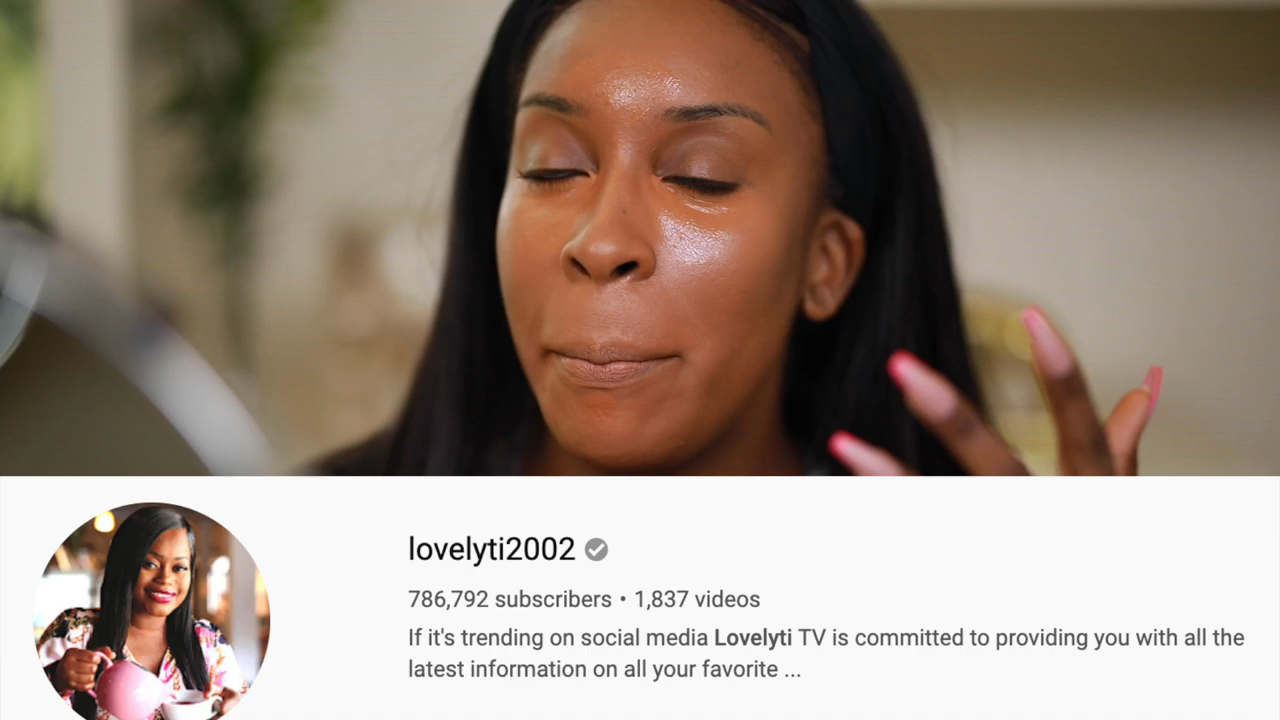 lovelyti2002
786,792 subscribers • 1,837 videos
If it's trending on social media Lovelyti TV is committed to providing you with all the
latest information on all your favorite ...